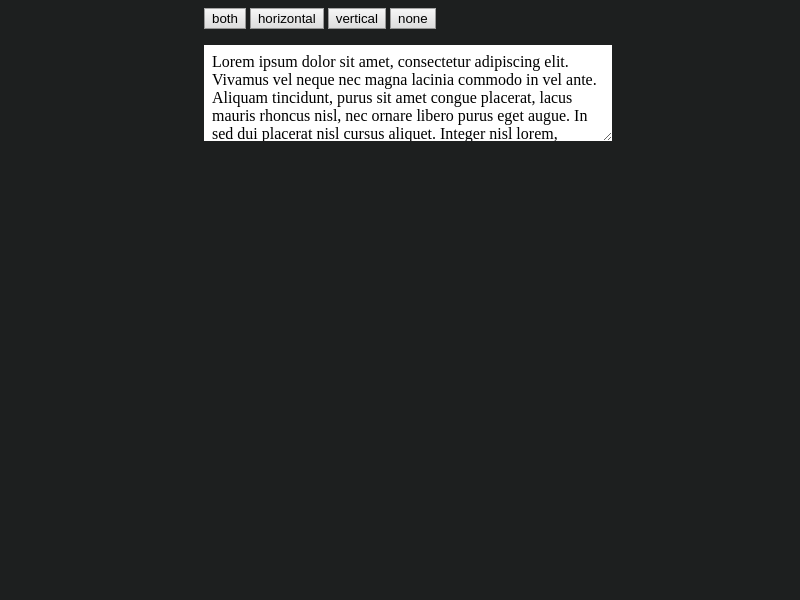 both horizontal vertical none
Lorem ipsum dolor sit amet, consectetur adipiscing elit.
Vivamus vel neque nec magna lacinia commodo in vel ante.
Aliquam tincidunt, purus sit amet congue placerat, lacus
mauris rhoncus nisl, nec ornare libero purus eget augue. In
sed dui placerat nisl cursus aliquet. Integer nisl lorem,